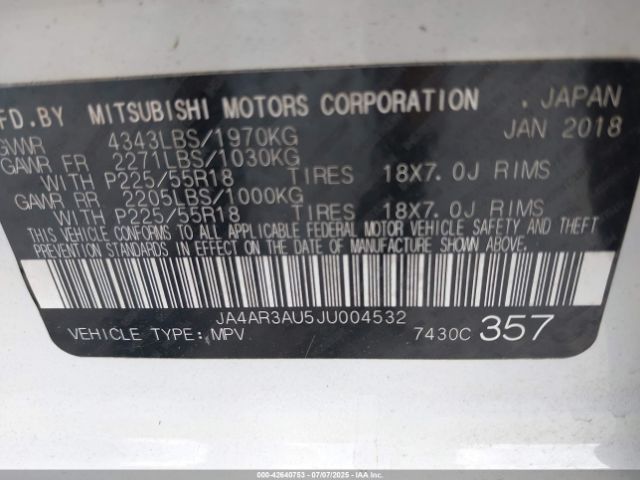 MFD.BY MITSUBISHI MOTORS CORPORATION . JAPAN
GVWR 4343LBS/1970KG JAN 2018
GAWR FR 2271LBS/1030KG
WITH P225/55R18 TIRES 18X7.0J RIMS
GAWR RR 2205LBS/1000KG
WITH P225/55R18 TIRES 18X7.0J RIMS
THIS VEHICLE CONFORMS TO ALL APPLICABLE FEDERAL MOTOR VEHICLE SAFETY AND THEFT
PREVENTION STANDARDS IN EFFECT ON THE DATE OF MANUFACTURE SHOWN ABOVE.
JA4AR3AU5JU004532
VEHICLE TYPE:MPV 7430C 357
000-42640753 | 07/07/2025 | IAAI.COM